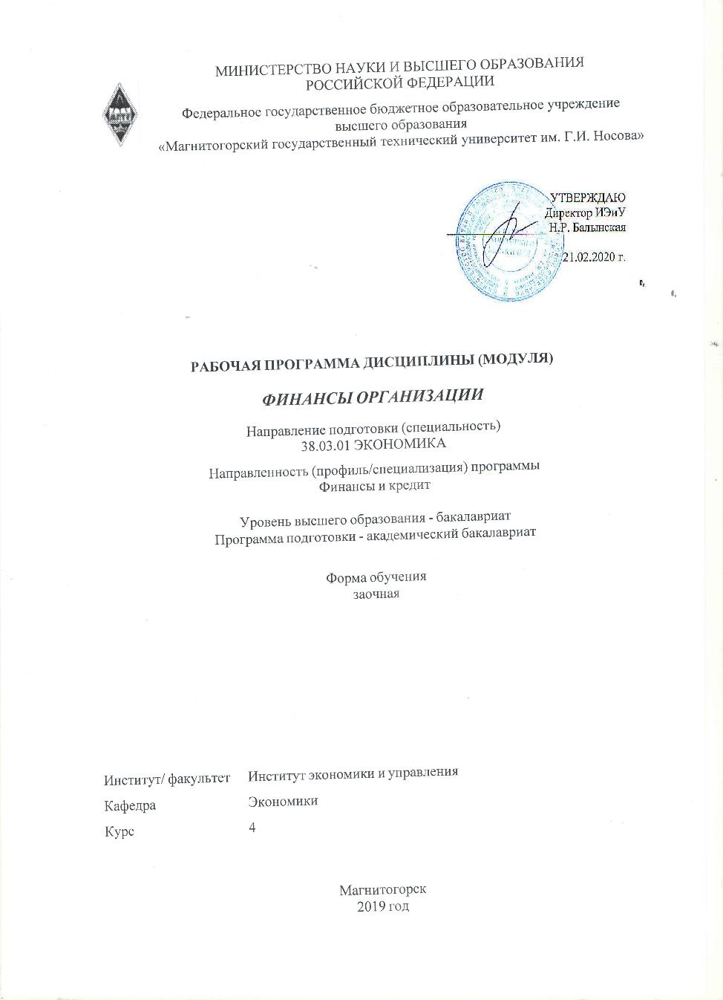 МИНИСТЕРСТВО НАУКИ И ВЫСШЕГО ОБРАЗОВАНИЯ
РОССИЙСКОЙ ФЕДЕРАЦИИ
Федеральное государственное бюджетное образовательное учреждение
высшего образования
«Магнитогорский государственный технический университет им. Г.И. Носова»
УТВЕРЖДАЮ
Директор ИЭиУ
Н.Р. Балынская
21.02.2020 г.
РАБОЧАЯ ПРОГРАММА ДИСЦИПЛИНЫ (МОДУЛЯ)
ФИНАНСЫ ОРГАНИЗАЦИИ
Направление подготовки (специальность)
38.03.01 ЭКОНОМИКА
Направленность (профиль/специализация) программы
Финансы и кредит
Уровень высшего образования - бакалавриат
Программа подготовки - академический бакалавриат
Форма обучения
заочная
Институт/ факультет Институт экономики и управления
Кафедра Экономики
Курс 4
Магнитогорск
2019 год